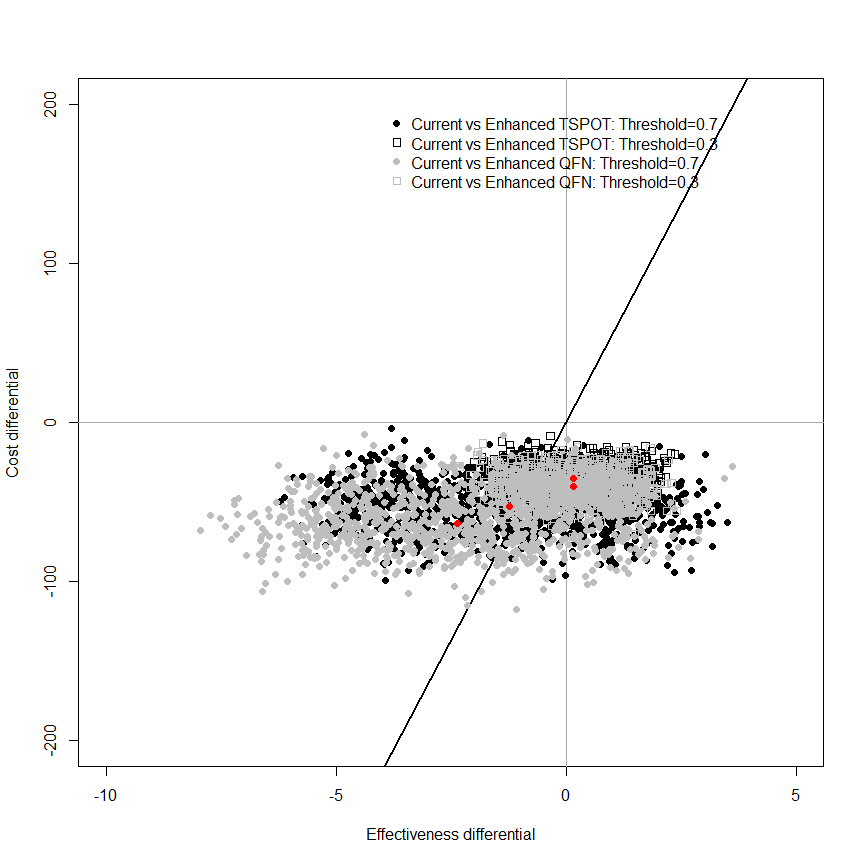 200
100
0
-100
-200
Cost differential
Current vs Enhanced TSPOT: Threshold=0.7
Current vs Enhanced TSPOT: Threshold=0.3
Current vs Enhanced QFN: Threshold=0.7
Current vs Enhanced QFN: Threshold=0.3
-10 -5 0 5
Effectiveness differential